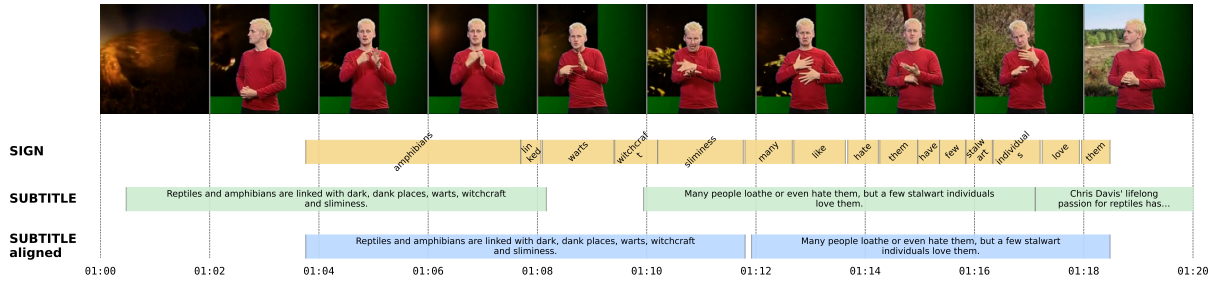 SIGN
amphibians
lin
ked
warts
witchcraf
t
sliminess
many
like
hate
them
have
few
stalw
art
individual
s
love
them
SUBTITLE
Reptiles and amphibians are linked with dark, dank places, warts, witchcraft
and sliminess.
Many people loathe or even hate them, but a few stalwart individuals
love them.
Chris Davis' lifelong
passion for reptiles has...
SUBTITLE
aligned
Reptiles and amphibians are linked with dark, dank places, warts, witchcraft
and sliminess.
Many people loathe or even hate them, but a few stalwart
individuals love them.
01:00 01:02 01:04 01:06 01:08 01:10 01:12 01:14 01:16 01:18 01:20